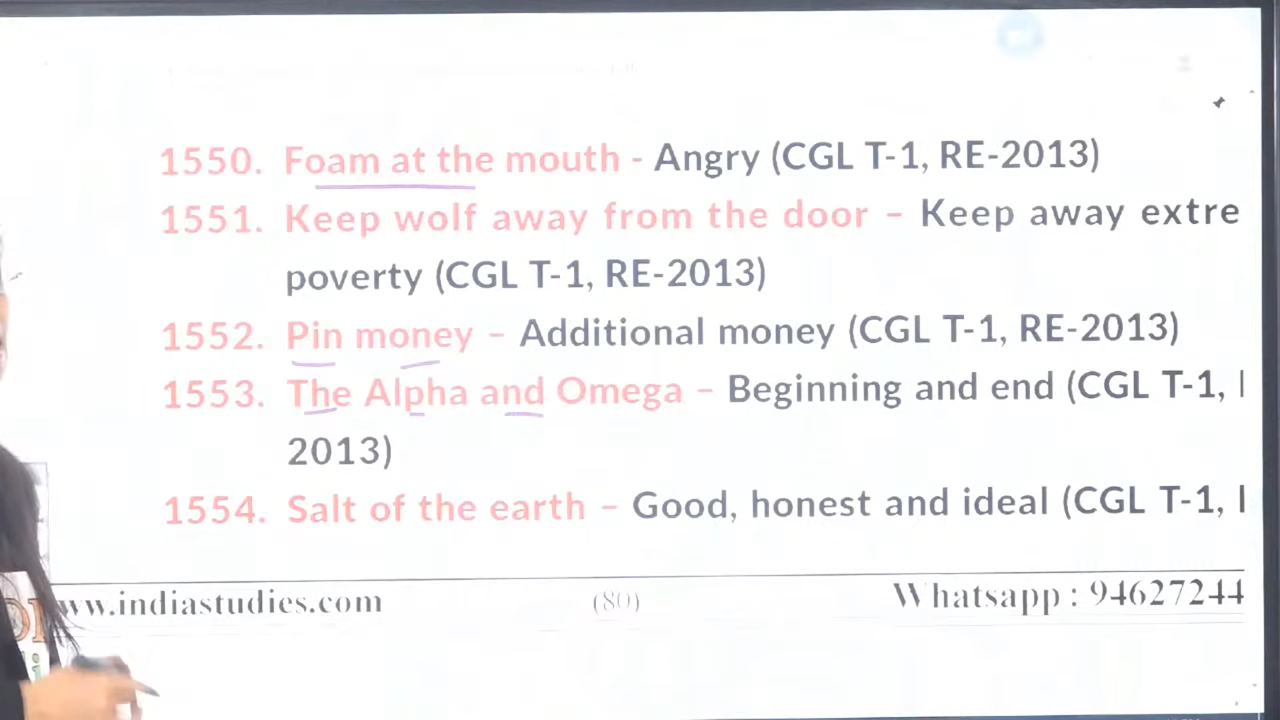 1550. Foam at the mouth - Angry (CGL T-1, RE-2013)
1551. Keep wolf away from the door – Keep away extre
poverty (CGL T-1, RE-2013)
1552. Pin money – Additional money (CGL T-1, RE-2013)
1553. The Alpha and Omega – Beginning and end (CGL T-1,
2013)
1554. Salt of the earth – Good, honest and ideal (CGL T-1,
ww.indiastudies.com (80) Whatsapp : 94627244